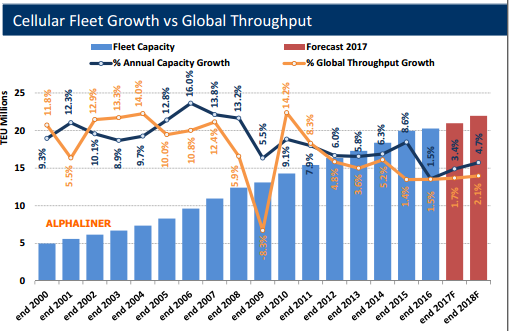 Cellular Fleet Growth vs Global Throughput
Fleet Capacity
Forecast 2017
% Annual Capacity Growth
% Global Throughput Growth
TEU Millions
25
20
15
10
5
0
9.3%
12.3%
10.1%
8.9%
9.7%
12.8%
16.0%
13.8%
13.2%
5.5%
9.1%
7.9%
6.0%
5.8%
6.3%
8.6%
1.5%
3.4%
4.7%
11.8%
5.5%
12.9%
13.3%
14.0%
10.0%
10.8%
12.4%
5.9%
-8.3%
14.2%
8.3%
4.8%
3.6%
5.2%
1.4%
1.5%
1.7%
2.1%
ALPHALINER
end 2000
end 2001
end 2002
end 2003
end 2004
end 2005
end 2006
end 2007
end 2008
end 2009
end 2010
end 2011
end 2012
end 2013
end 2014
end 2015
end 2016
end 2017F
end 2018F